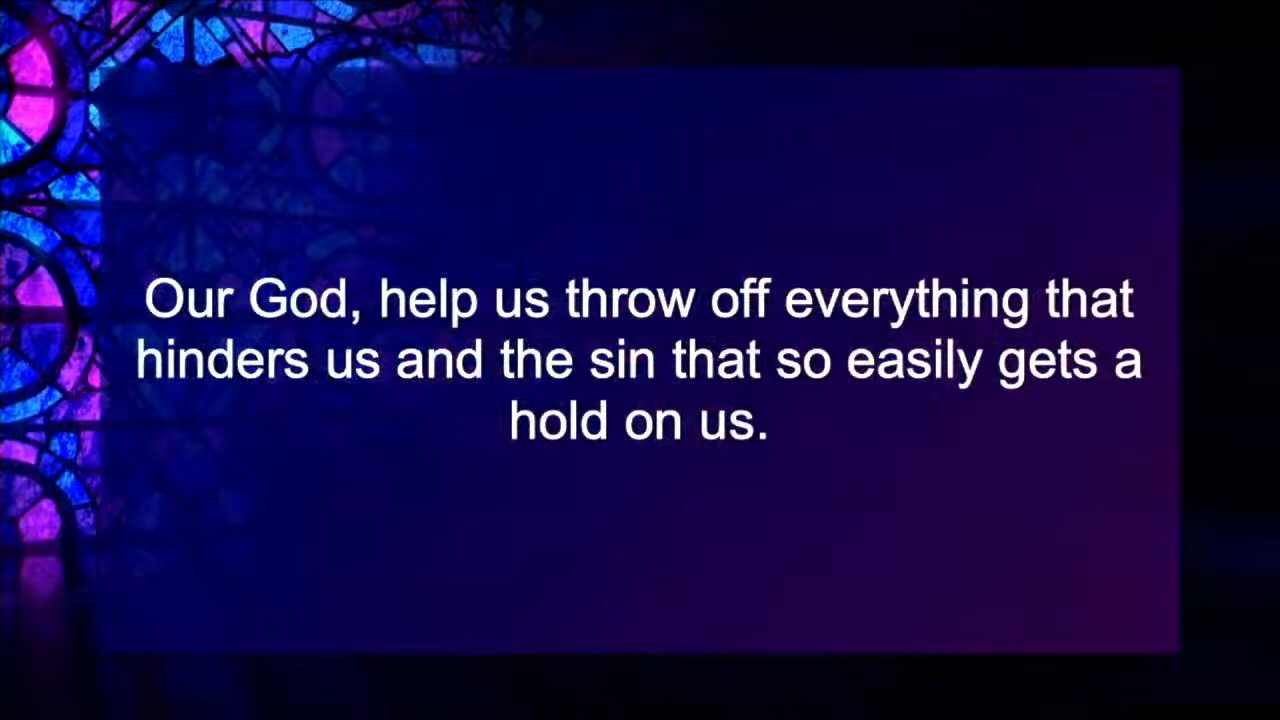 Our God, help us throw off everything that
hinders us and the sin that so easily gets a
hold on us.